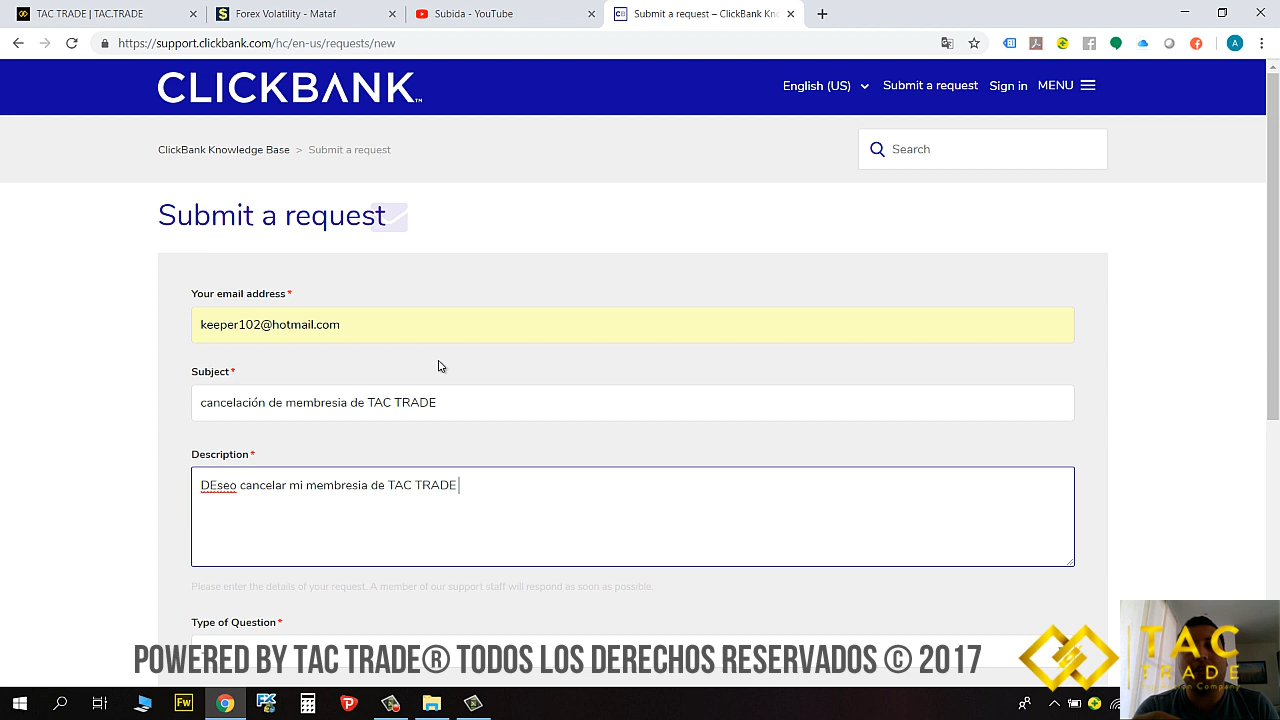 TAC TRADE | TAC.TRADE
Forex Volatility - Mataf
Subida - YouTube
Submit a request – ClickBank Kno
https://support.clickbank.com/hc/en-us/requests/new
A
CLICKBANK™
English (US)
Submit a request
Sign in
MENU
ClickBank Knowledge Base > Submit a request
Search
Submit a request
Your email address*
keeper102@hotmail.com
Subject*
cancelación de membresia de TAC TRADE
Description*
DEseo cancelar mi membresia de TAC TRADE
Please enter the details of your request. A member of our support staff will respond as soon as possible.
Type of Question*
POWERED BY TAC TRADE® TODOS LOS DERECHOS RESERVADOS © 2017
TAC
TRADE
Company
Fw